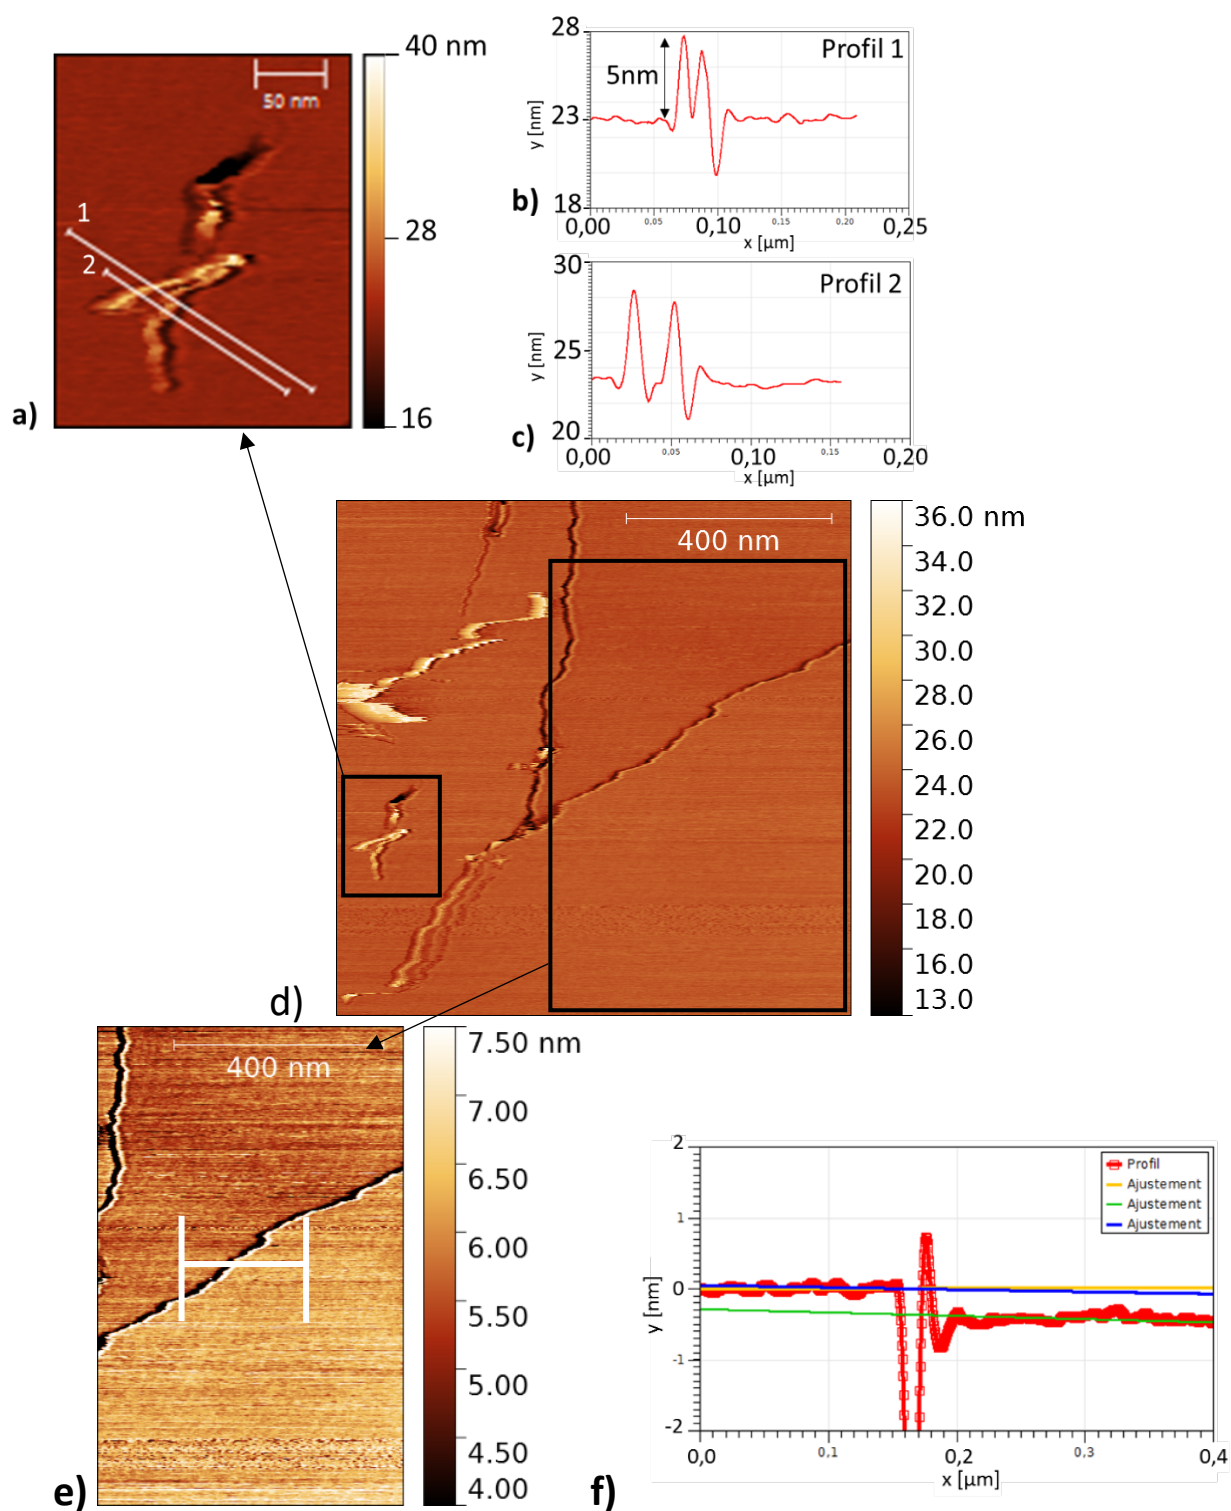 40 nm
50 nm
1
2
28
16
a)
28
Profil 1
5nm
23
y [nm]
18
b)
0,00
0,05
0,10
0,15
0,20
0,25
x [µm]
30
Profil 2
25
y [nm]
20
c)
0,00
0,05
0,10
0,15
0,20
x [µm]
400 nm
36.0 nm
34.0
32.0
30.0
28.0
26.0
24.0
22.0
20.0
18.0
16.0
13.0
d)
400 nm
7.50 nm
7.00
6.50
6.00
5.50
5.00
4.50
4.00
e)
2
1
0
-1
-2
y [nm]
Profil
Ajustement
Ajustement
Ajustement
0,0
0,1
0,2
0,3
0,4
x [µm]
f)